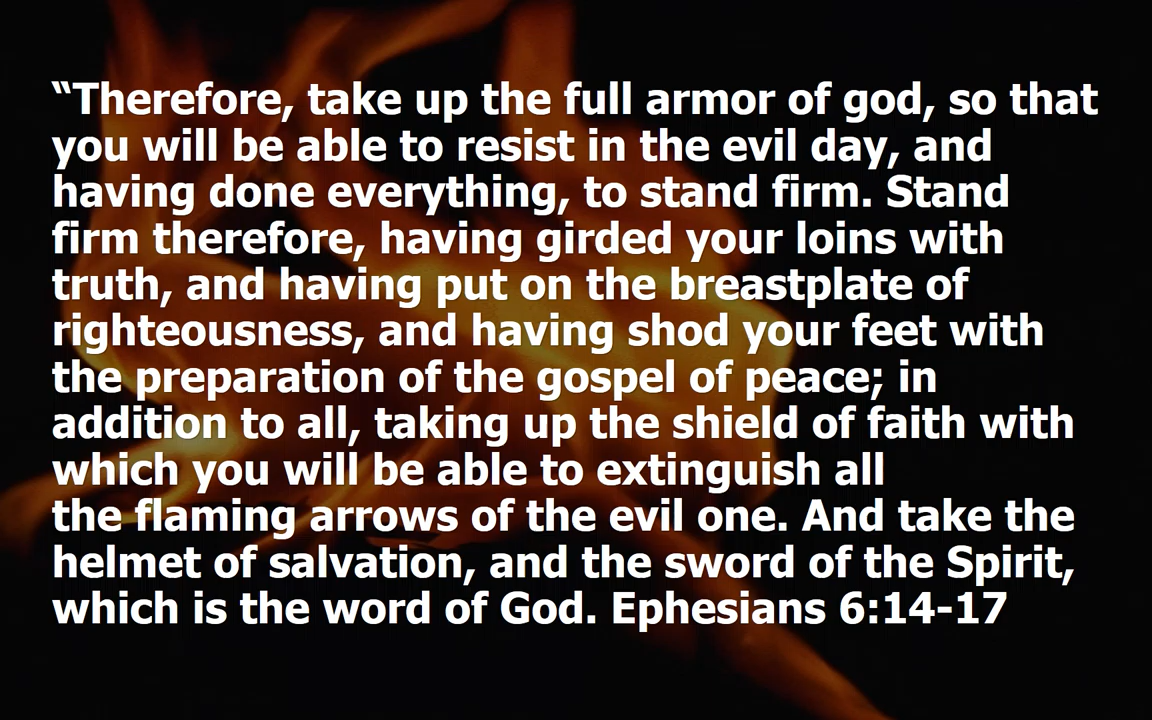 “Therefore, take up the full armor of god, so that
you will be able to resist in the evil day, and
having done everything, to stand firm. Stand
firm therefore, having girded your loins with
truth, and having put on the breastplate of
righteousness, and having shod your feet with
the preparation of the gospel of peace; in
addition to all, taking up the shield of faith with
which you will be able to extinguish all
the flaming arrows of the evil one. And take the
helmet of salvation, and the sword of the Spirit,
which is the word of God. Ephesians 6:14-17